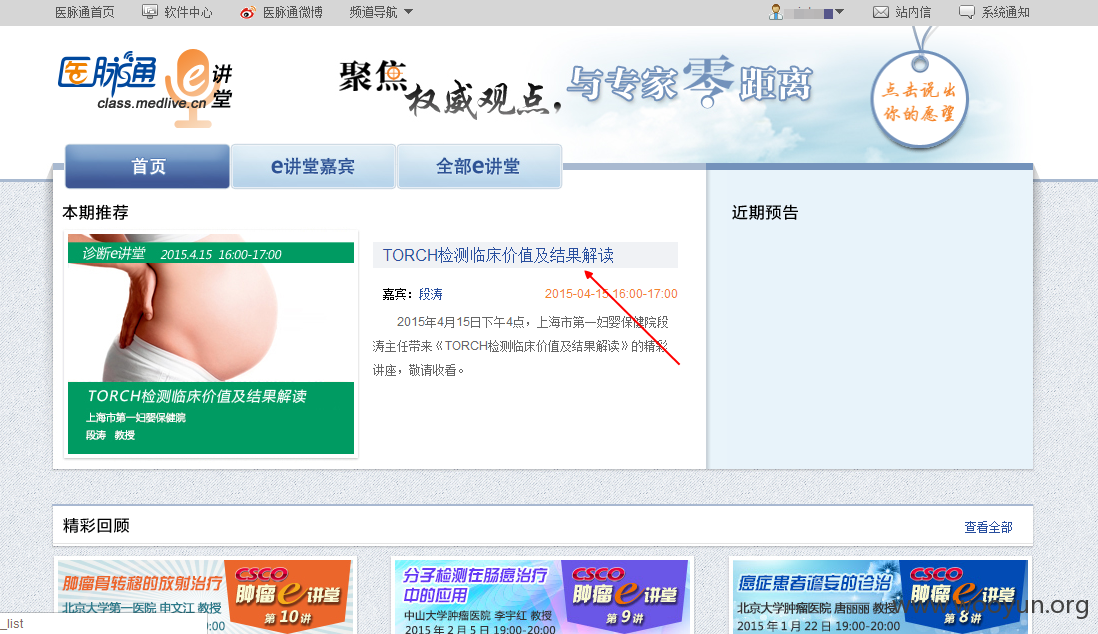 医脉通首页 软件中心 医脉通微博 频道导航 站内信 系统通知
医脉通 e讲堂
class.medlive.cn
聚焦权威观点，与专家零距离
点击说出
你的愿望
首页 e讲堂嘉宾 全部e讲堂
本期推荐
诊断e讲堂 2015.4.15 16:00-17:00
TORCH检测临床价值及结果解读
上海市第一妇婴保健院
段涛 教授
TORCH检测临床价值及结果解读
嘉宾：段涛 2015-04-15 16:00-17:00
2015年4月15日下午4点，上海市第一妇婴保健院段
涛主任带来《TORCH检测临床价值及结果解读》的精彩
讲座，敬请收看。
近期预告
精彩回顾 查看全部
肿瘤骨转移的放射治疗
北京大学第一医院 申文江 教授
:00
CSCO
肿瘤e讲堂
第10讲
分子检测在肠癌治疗
中的应用
中山大学肿瘤医院 李宇红 教授
2015年2月5日 19:00-20:00
CSCO
肿瘤e讲堂
第9讲
癌症患者谵妄的诊治
北京大学肿瘤医院 唐丽丽 教授
2015年1月22日 19:00-20:00
CSCO
肿瘤e讲堂
第8讲
_list
www.wooyun.org